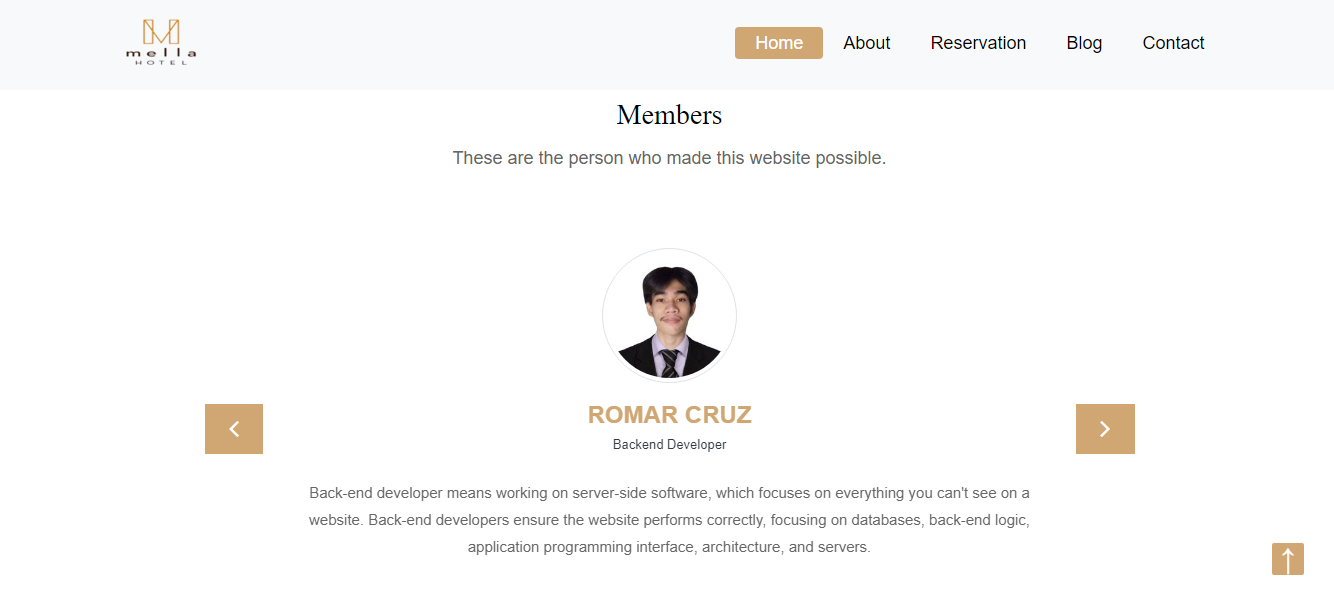 mella
HOTEL
Home About Reservation Blog Contact
Members
These are the person who made this website possible.
ROMAR CRUZ
Backend Developer
Back-end developer means working on server-side software, which focuses on everything you can't see on a
website. Back-end developers ensure the website performs correctly, focusing on databases, back-end logic,
application programming interface, architecture, and servers.